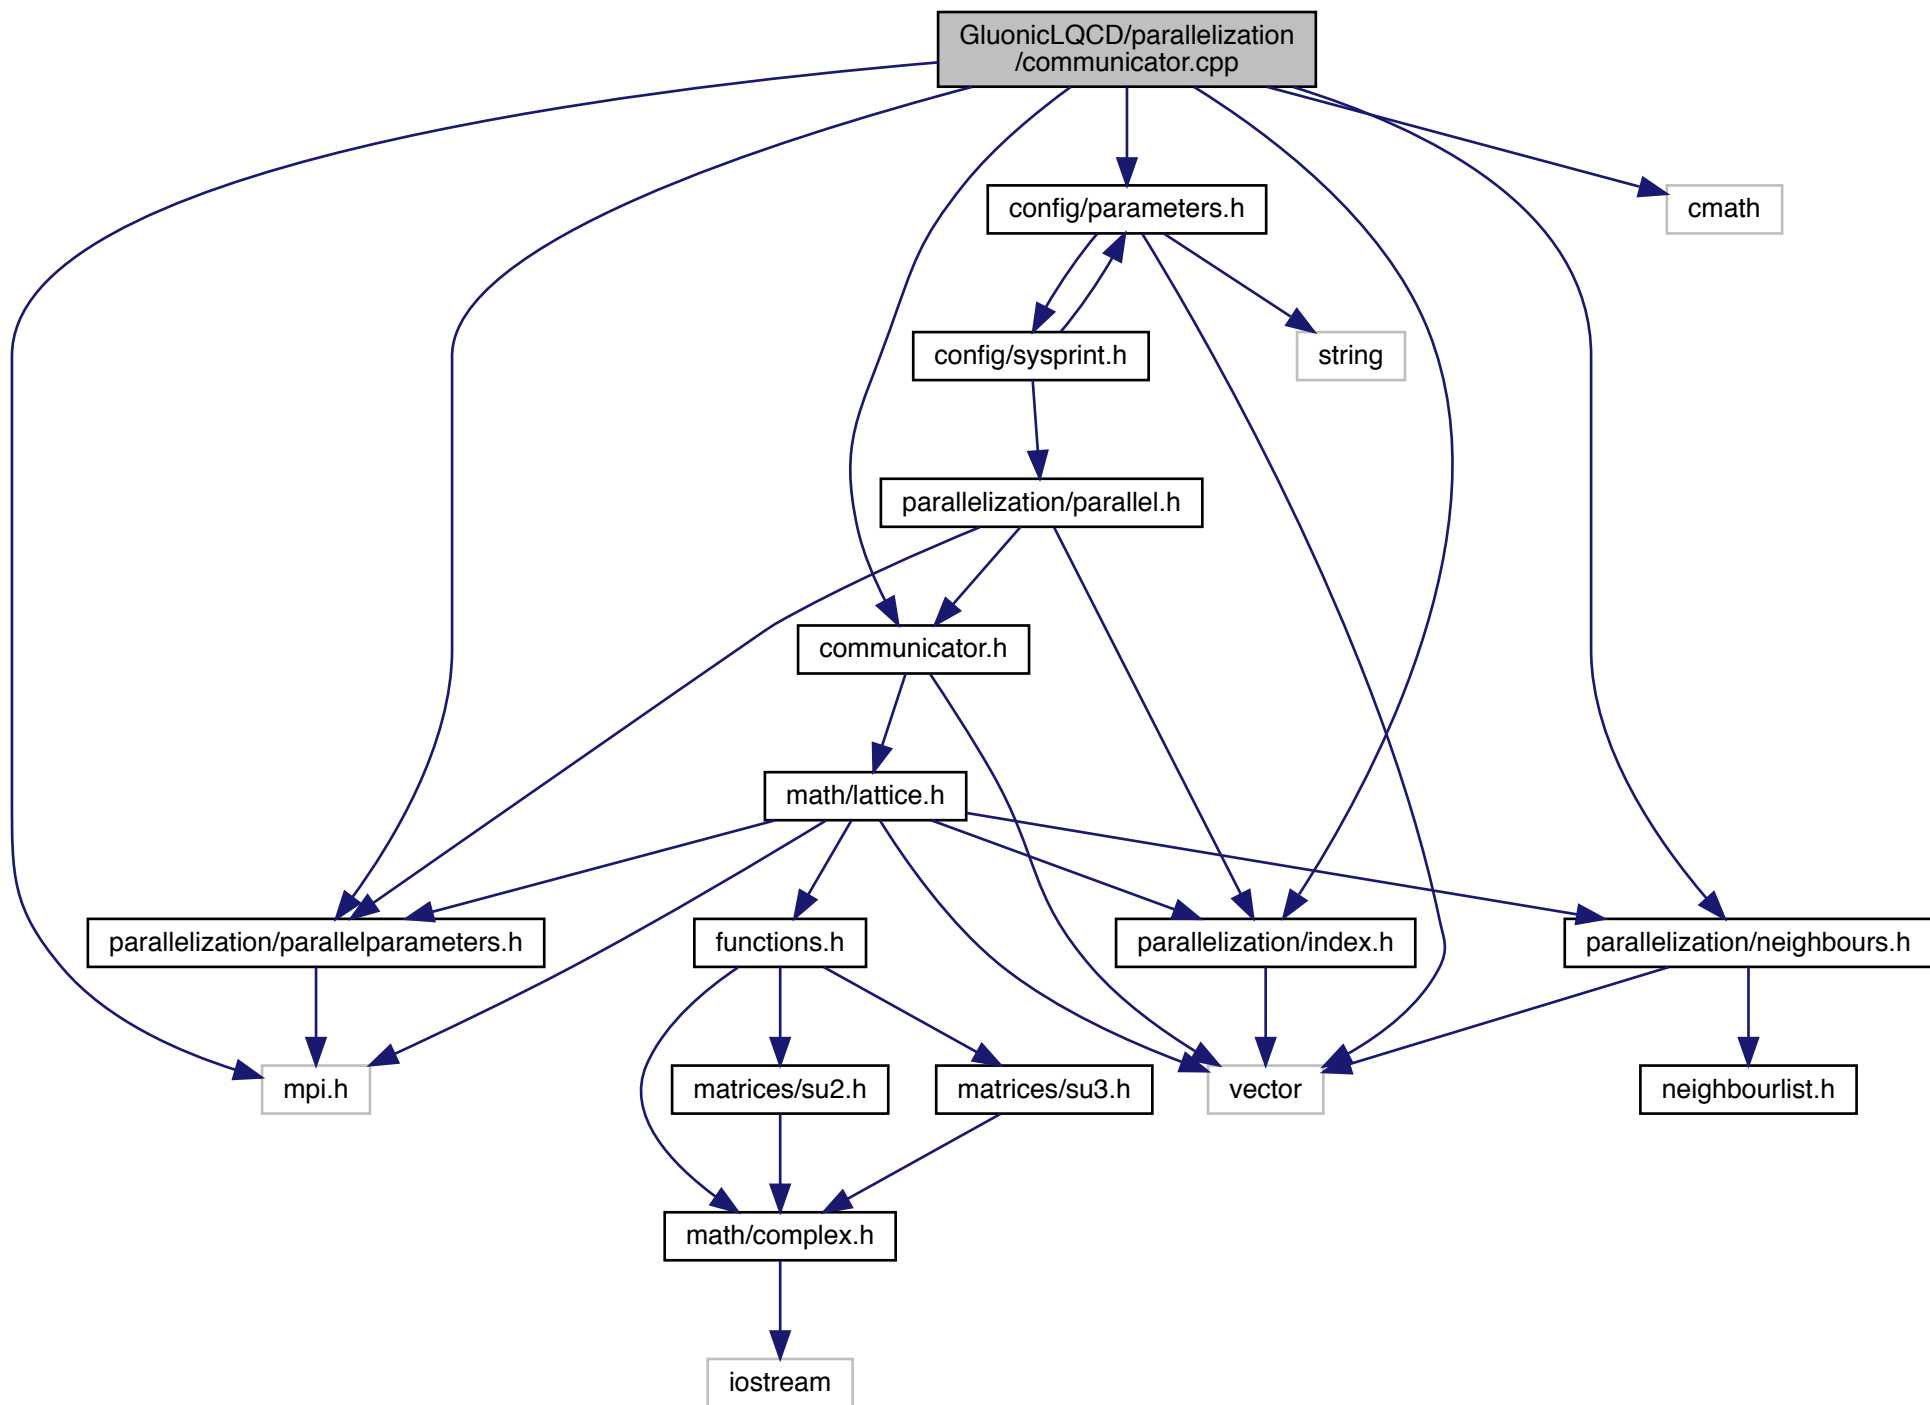 GluonicLQCD/parallelization
/communicator.cpp
config/parameters.h
cmath
config/sysprint.h
string
parallelization/parallel.h
communicator.h
math/lattice.h
parallelization/parallelparameters.h
functions.h
parallelization/index.h
parallelization/neighbours.h
mpi.h
matrices/su2.h
matrices/su3.h
vector
neighbourlist.h
math/complex.h
iostream